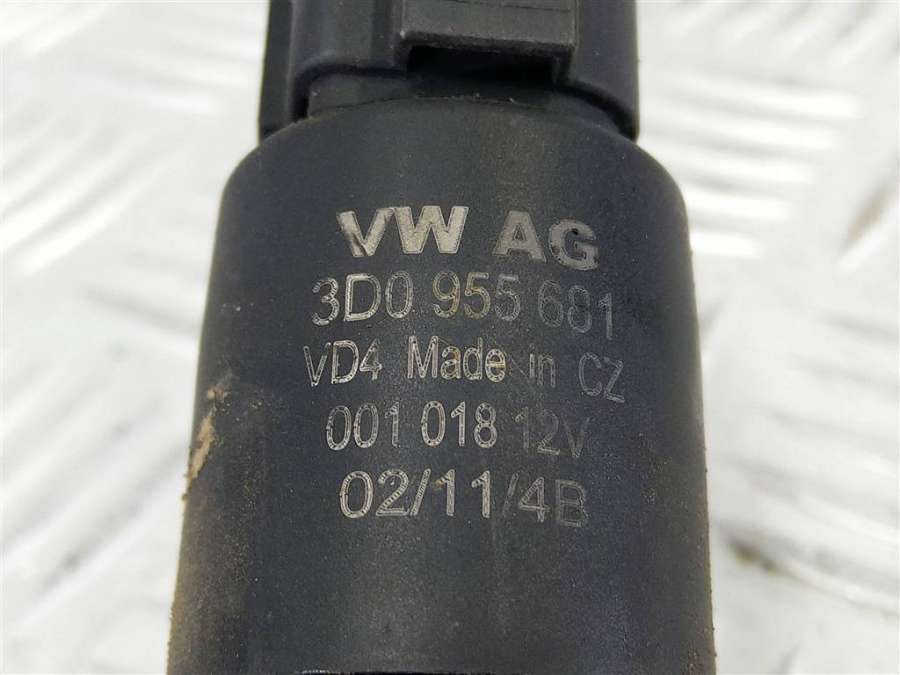 VW AG
3D0 955 681
VD4 Made in CZ
001 018 12V
02/11/4B